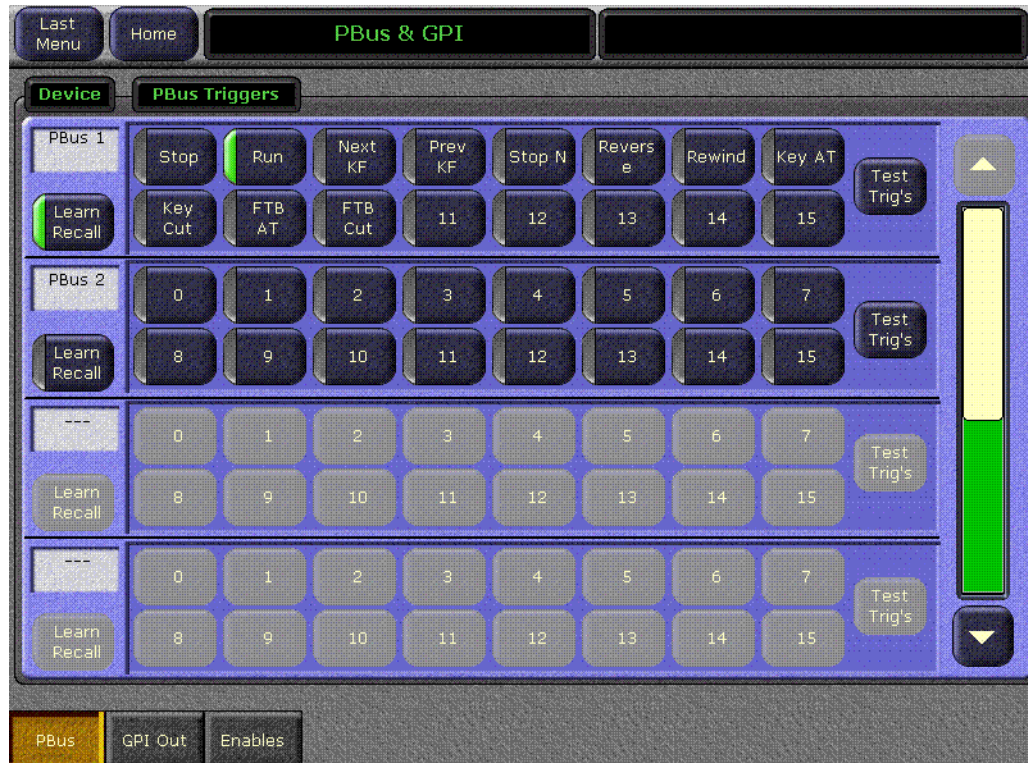 Last
Menu
Home
PBus & GPI
Device
PBus Triggers
PBus 1
Stop
Run
Next
KF
Prev
KF
Stop N
Revers
e
Rewind
Key AT
Test
Trig's
Learn
Recall
Key
Cut
FTB
AT
FTB
Cut
11
12
13
14
15
PBus 2
0
1
2
3
4
5
6
7
Test
Trig's
Learn
Recall
8
9
10
11
12
13
14
15
---
0
1
2
3
4
5
6
7
Test
Trig's
Learn
Recall
8
9
10
11
12
13
14
15
---
0
1
2
3
4
5
6
7
Test
Trig's
Learn
Recall
8
9
10
11
12
13
14
15
PBus
GPI Out
Enables